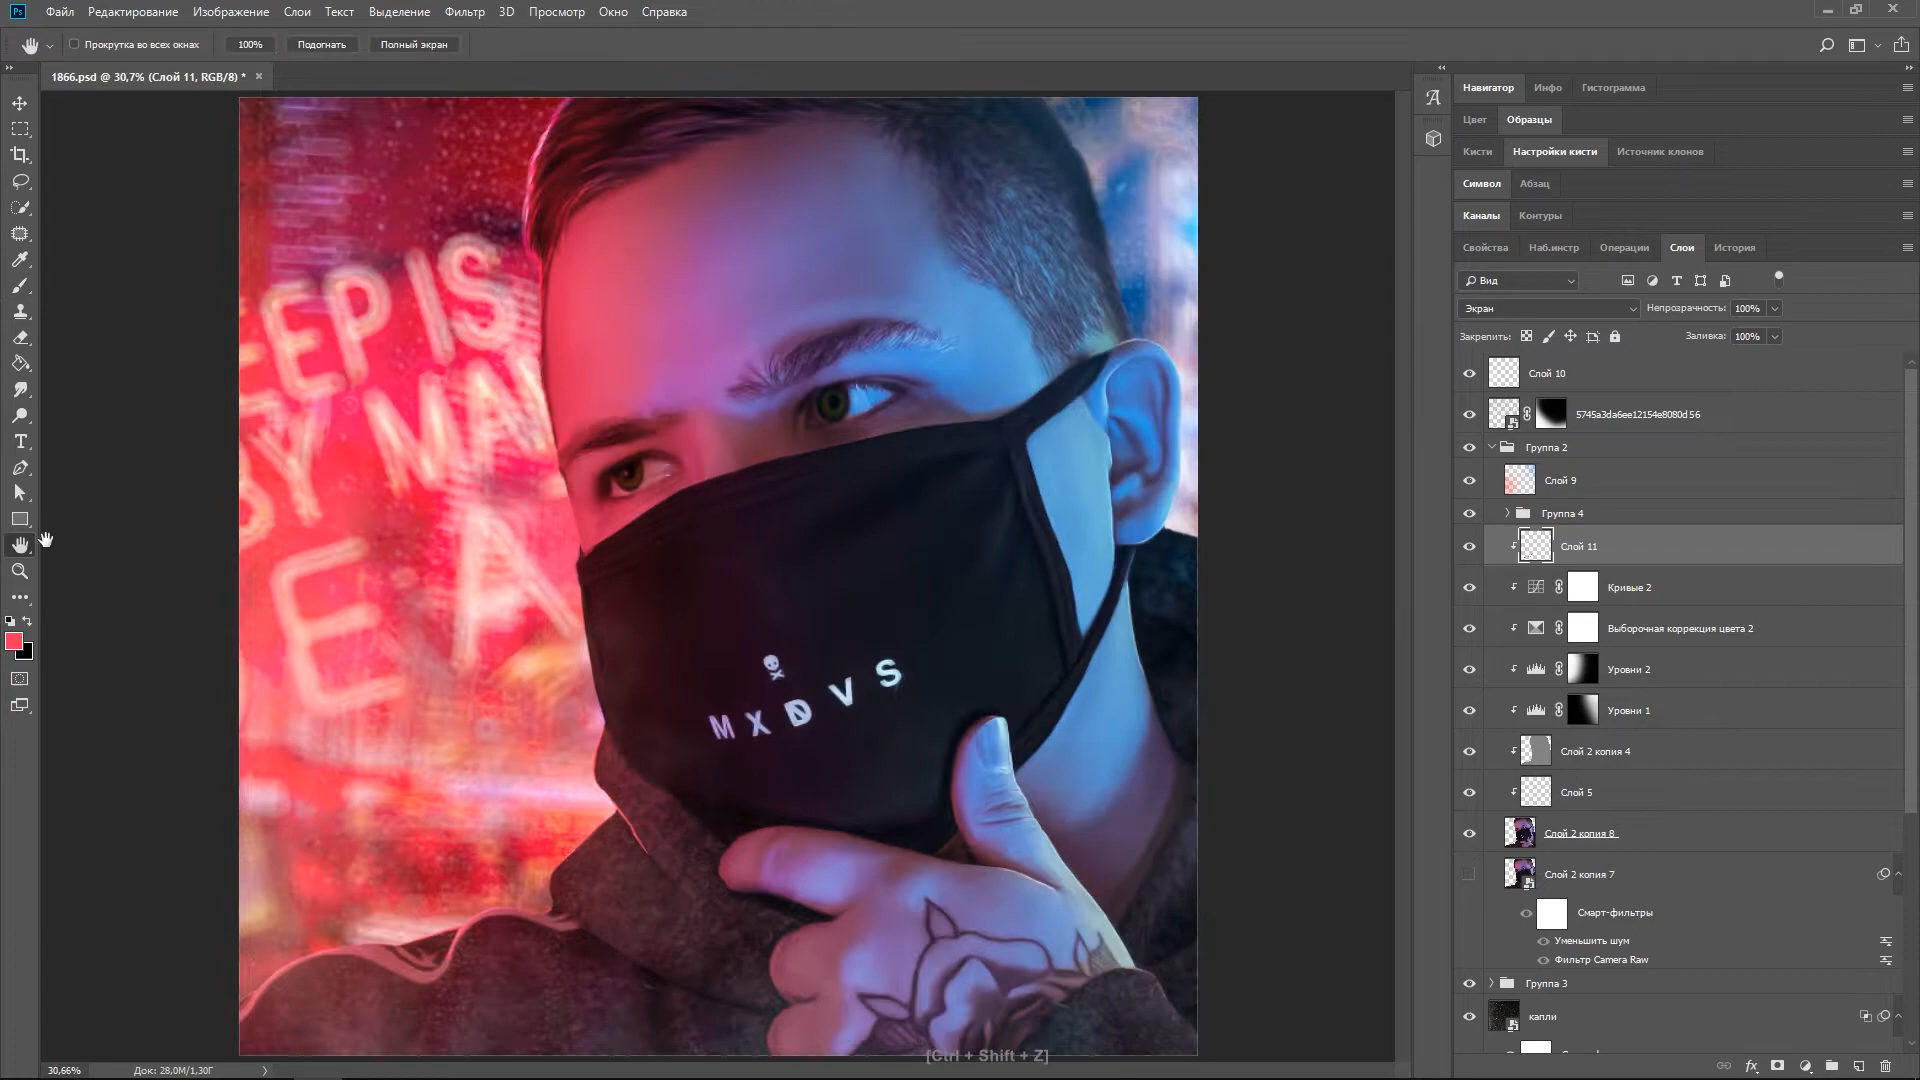 Ps Файл Редактирование Изображение Слои Текст Выделение Фильтр 3D Просмотр Окно Справка
Прокрутка во всех окнах 100% Подогнать Полный экран
1866.psd @ 30,7% (Слой 11, RGB/8) * ×
Навигатор Инфо Гистограмма
Цвет Образцы
Кисти Настройки кисти Источник клонов
Символ Абзац
Каналы Контуры
Свойства Наб.инстр Операции Слои История
Вид
Экран Непрозрачность: 100%
Закрепить: Заливка: 100%
Слой 10
5745a3da6ee12154e8080d56
Группа 2
Слой 9
Группа 4
Слой 11
Кривые 2
Выборочная коррекция цвета 2
Уровни 2
Уровни 1
Слой 2 копия 4
Слой 5
Слой 2 копия 8
Слой 2 копия 7
Смарт-фильтры
Уменьшить шум
Фильтр Camera Raw
Группа 3
капли
EEP IS
BY MA
E A
MXDVS
[Ctrl + Shift + Z]
30,66% Док: 28,0M/1,30Г
fx